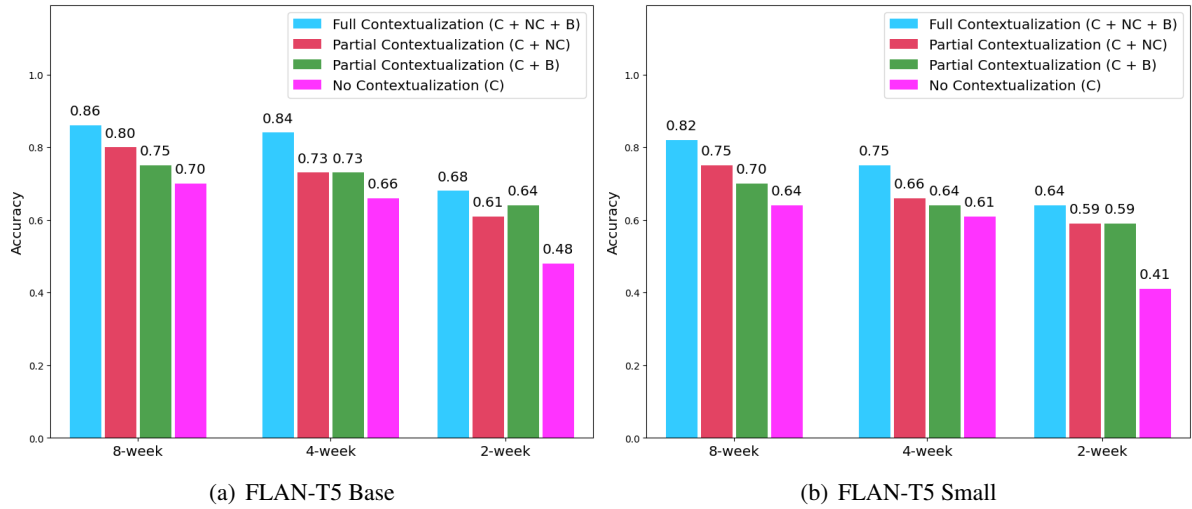 Full Contextualization (C + NC + B)
Partial Contextualization (C + NC)
Partial Contextualization (C + B)
No Contextualization (C)
Accuracy
1.0
0.8
0.6
0.4
0.2
0.0
0.86
0.80
0.75
0.70
0.84
0.73
0.73
0.66
0.68
0.61
0.64
0.48
8-week
4-week
2-week
(a) FLAN-T5 Base
Full Contextualization (C + NC + B)
Partial Contextualization (C + NC)
Partial Contextualization (C + B)
No Contextualization (C)
Accuracy
1.0
0.8
0.6
0.4
0.2
0.0
0.82
0.75
0.70
0.64
0.75
0.66
0.64
0.61
0.64
0.59
0.59
0.41
8-week
4-week
2-week
(b) FLAN-T5 Small